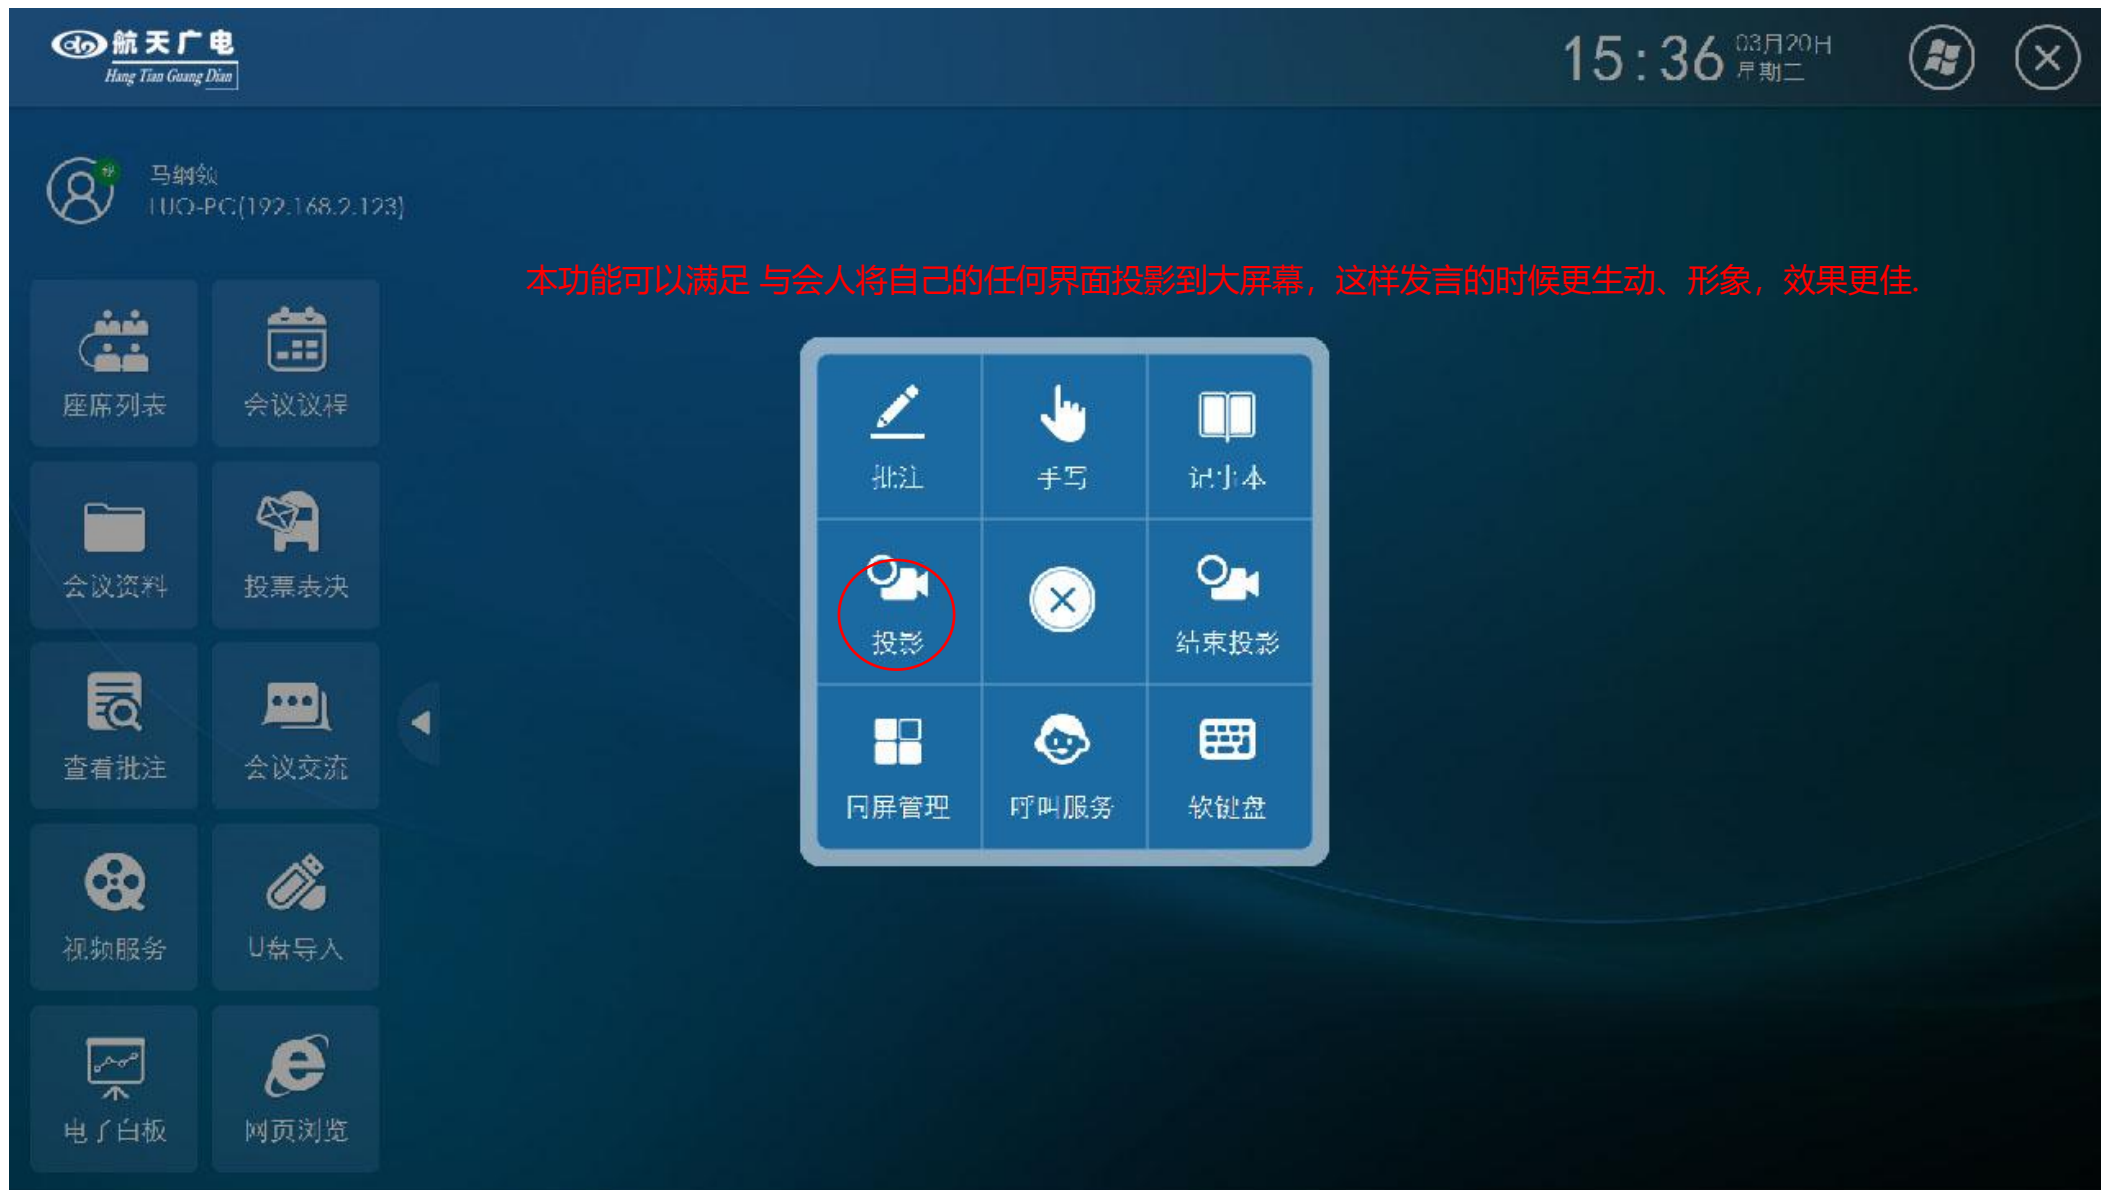 航天广电
Hang Tian Guang Dian
15:36
03月20日
星期二
马纲领
LUO-PC(192.168.2.123)
本功能可以满足 与会人将自己的任何界面投影到大屏幕，这样发言的时候更生动、形象，效果更佳.
座席列表
会议议程
会议资料
投票表决
查看批注
会议交流
视频服务
U盘导入
电子白板
网页浏览
批注
手写
记事本
投影
结束投影
同屏管理
呼叫服务
软键盘